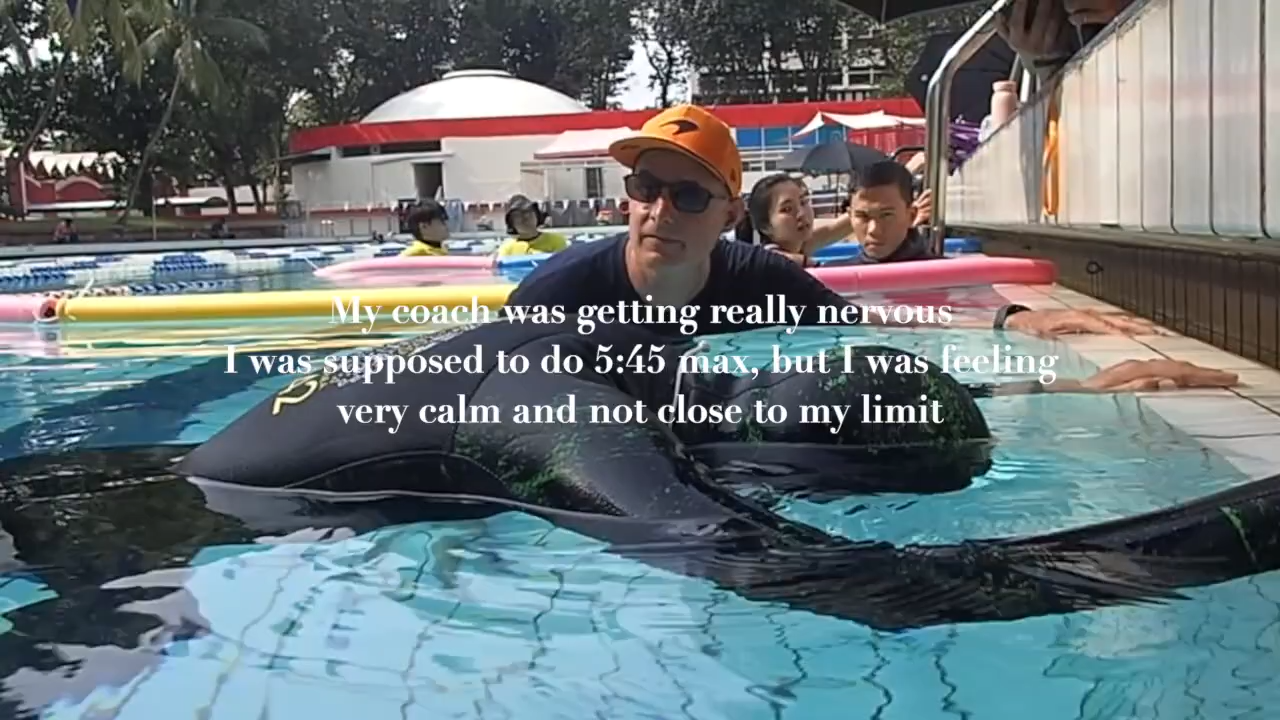 My coach was getting really nervous
I was supposed to do 5:45 max, but I was feeling
very calm and not close to my limit